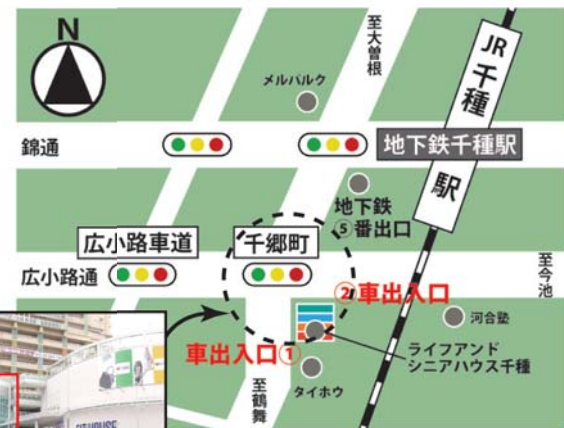 N
至大曽根
JR千種駅
メルパルク
錦通
地下鉄千種駅
地下鉄
⑤番出口
広小路車道
千郷町
広小路通
至今池
②車出入口
河合塾
車出入口①
ライフアンド
シニアハウス千種
タイホウ
至鶴舞